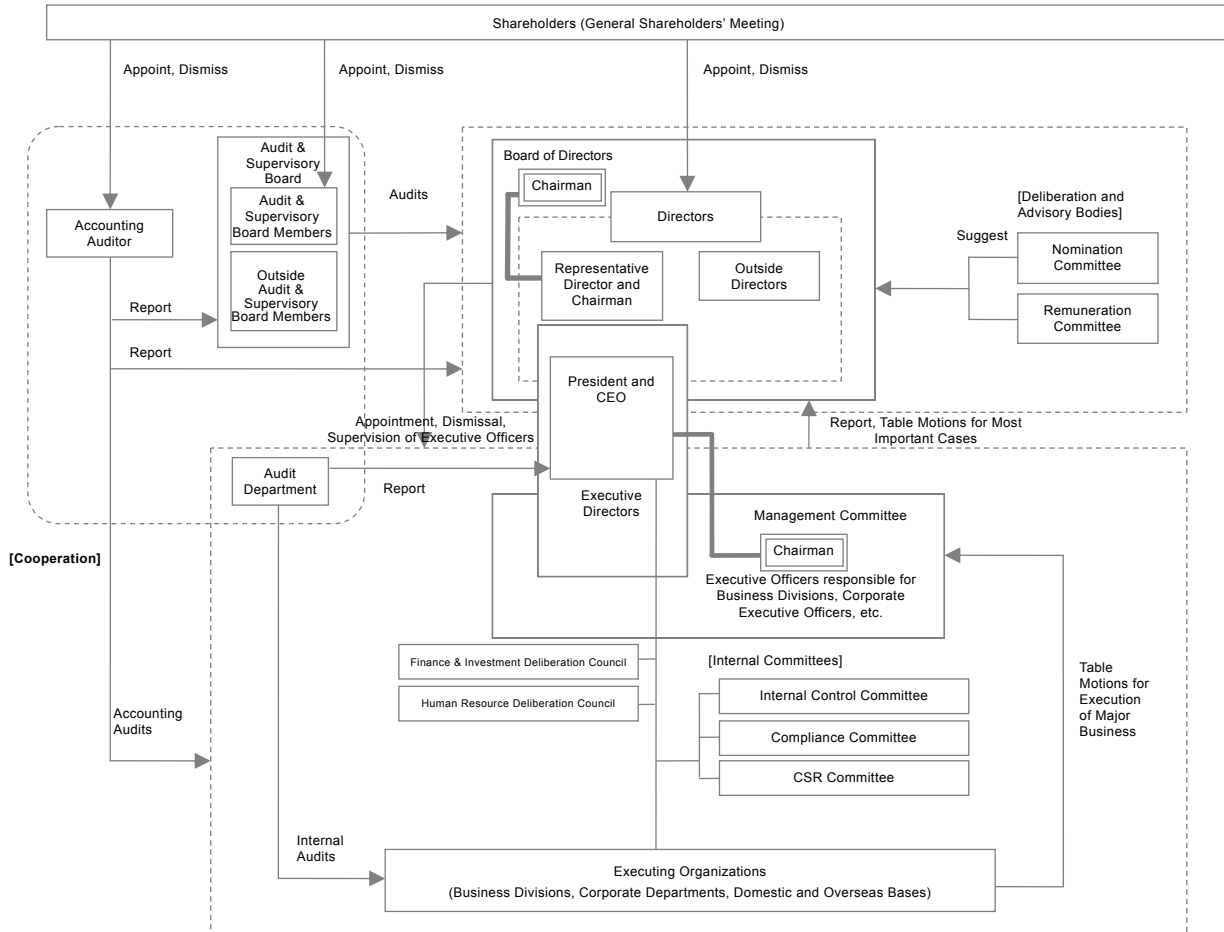 Shareholders (General Shareholders' Meeting)
Appoint, Dismiss
Appoint, Dismiss
Appoint, Dismiss
Audit &
Supervisory
Board
Audit &
Supervisory
Board Members
Outside
Audit &
Supervisory
Board Members
Accounting
Auditor
Report
Report
Audits
Board of Directors
Chairman
Directors
Representative
Director and
Chairman
Outside
Directors
[Deliberation and
Advisory Bodies]
Suggest
Nomination
Committee
Remuneration
Committee
President and
CEO
Appointment, Dismissal,
Supervision of Executive Officers
Report, Table Motions for Most
Important Cases
Audit
Department
Report
Executive
Directors
Management Committee
Chairman
Executive Officers responsible for
Business Divisions, Corporate
Executive Officers, etc.
[Cooperation]
Finance & Investment Deliberation Council
Human Resource Deliberation Council
[Internal Committees]
Internal Control Committee
Compliance Committee
CSR Committee
Table
Motions for
Execution
of Major
Business
Accounting
Audits
Internal
Audits
Executing Organizations
(Business Divisions, Corporate Departments, Domestic and Overseas Bases)